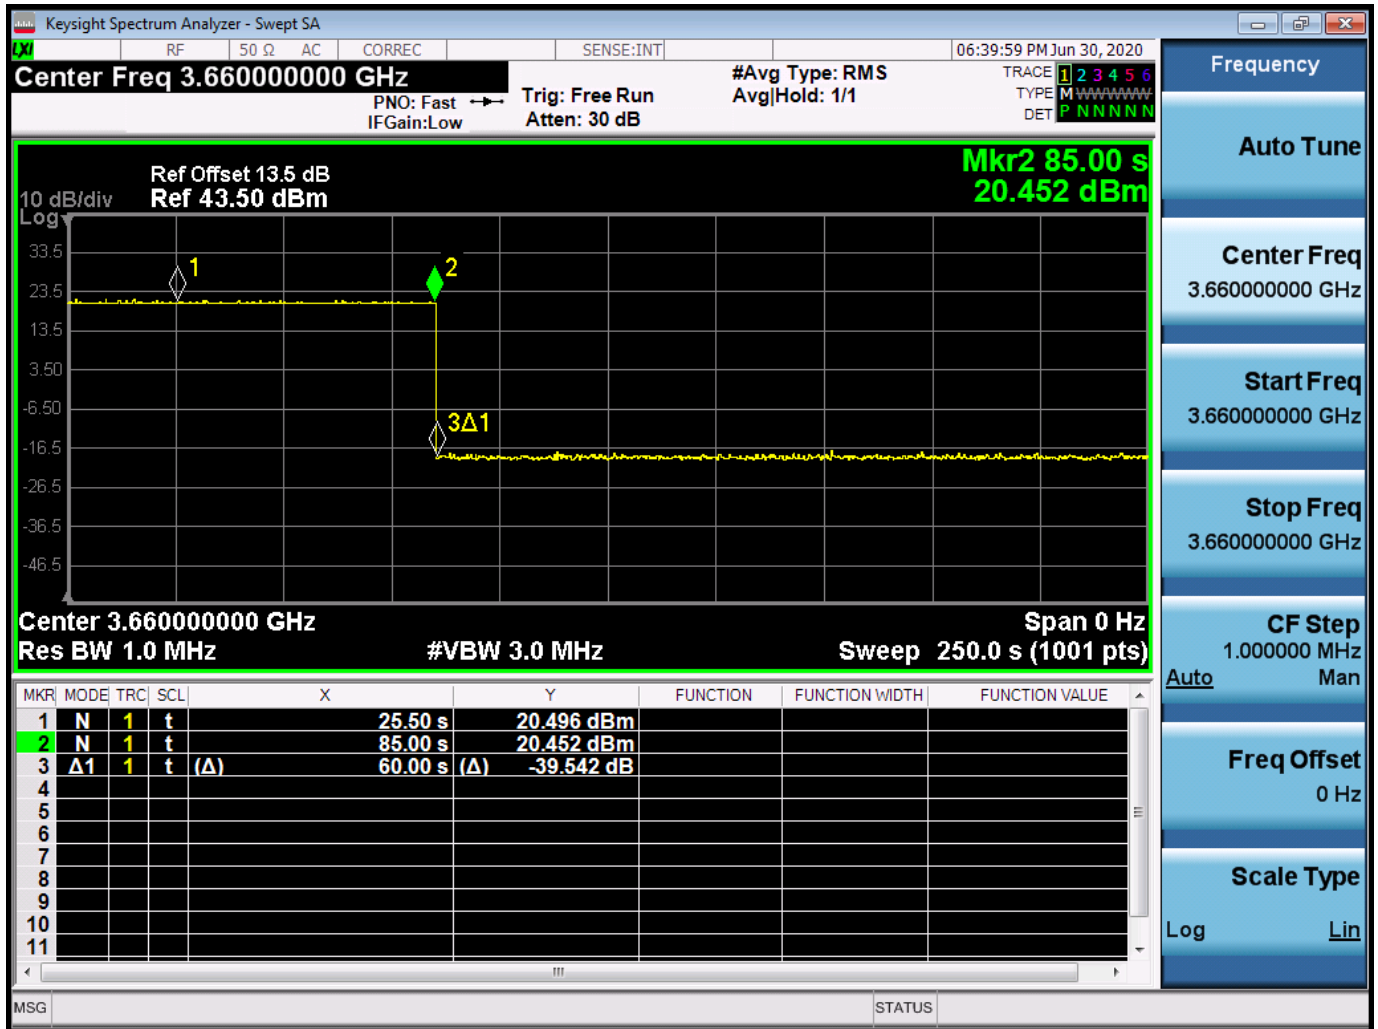 Keysight Spectrum Analyzer - Swept SA
LXI RF 50 Ω AC CORREC SENSE:INT 06:39:59 PM Jun 30, 2020
Center Freq 3.660000000 GHz
PNO: Fast
IFGain:Low
Trig: Free Run
Atten: 30 dB
#Avg Type: RMS
Avg|Hold: 1/1
TRACE 1 2 3 4 5 6
TYPE M WWWWW
DET P N N N N N
Ref Offset 13.5 dB
10 dB/div Ref 43.50 dBm
Log
Mkr2 85.00 s
20.452 dBm
33.5
23.5
13.5
3.50
-6.50
-16.5
-26.5
-36.5
-46.5
1
2
3Δ1
Center 3.660000000 GHz Span 0 Hz
Res BW 1.0 MHz #VBW 3.0 MHz Sweep 250.0 s (1001 pts)
MKR MODE TRC SCL X Y FUNCTION FUNCTION WIDTH FUNCTION VALUE
1 N 1 t 25.50 s 20.496 dBm
2 N 1 t 85.00 s 20.452 dBm
3 Δ1 1 t (Δ) 60.00 s (Δ) -39.542 dB
4
5
6
7
8
9
10
11
MSG STATUS
Frequency
Auto Tune
Center Freq
3.660000000 GHz
Start Freq
3.660000000 GHz
Stop Freq
3.660000000 GHz
CF Step
1.000000 MHz
Auto Man
Freq Offset
0 Hz
Scale Type
Log Lin